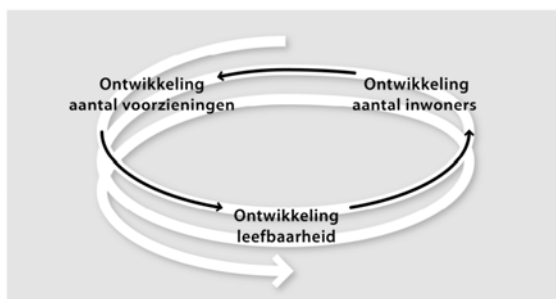 Ontwikkeling
aantal voorzieningen
Ontwikkeling
aantal inwoners
Ontwikkeling
leefbaarheid